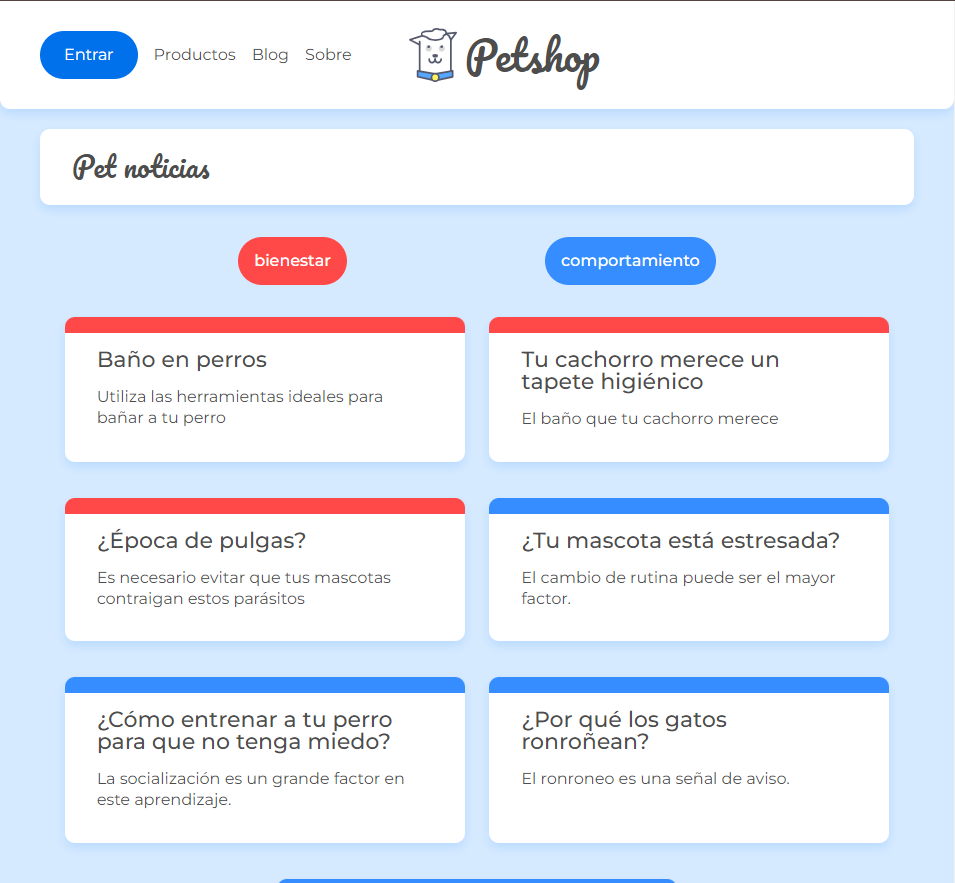 Entrar Productos Blog Sobre Petshop
Pet noticias
bienestar comportamiento
Baño en perros
Utiliza las herramientas ideales para
bañar a tu perro
Tu cachorro merece un
tapete higiénico
El baño que tu cachorro merece
¿Época de pulgas?
Es necesario evitar que tus mascotas
contraigan estos parásitos
¿Tu mascota está estresada?
El cambio de rutina puede ser el mayor
factor.
¿Cómo entrenar a tu perro
para que no tenga miedo?
La socialización es un grande factor en
este aprendizaje.
¿Por qué los gatos
ronroñean?
El ronroneo es una señal de aviso.